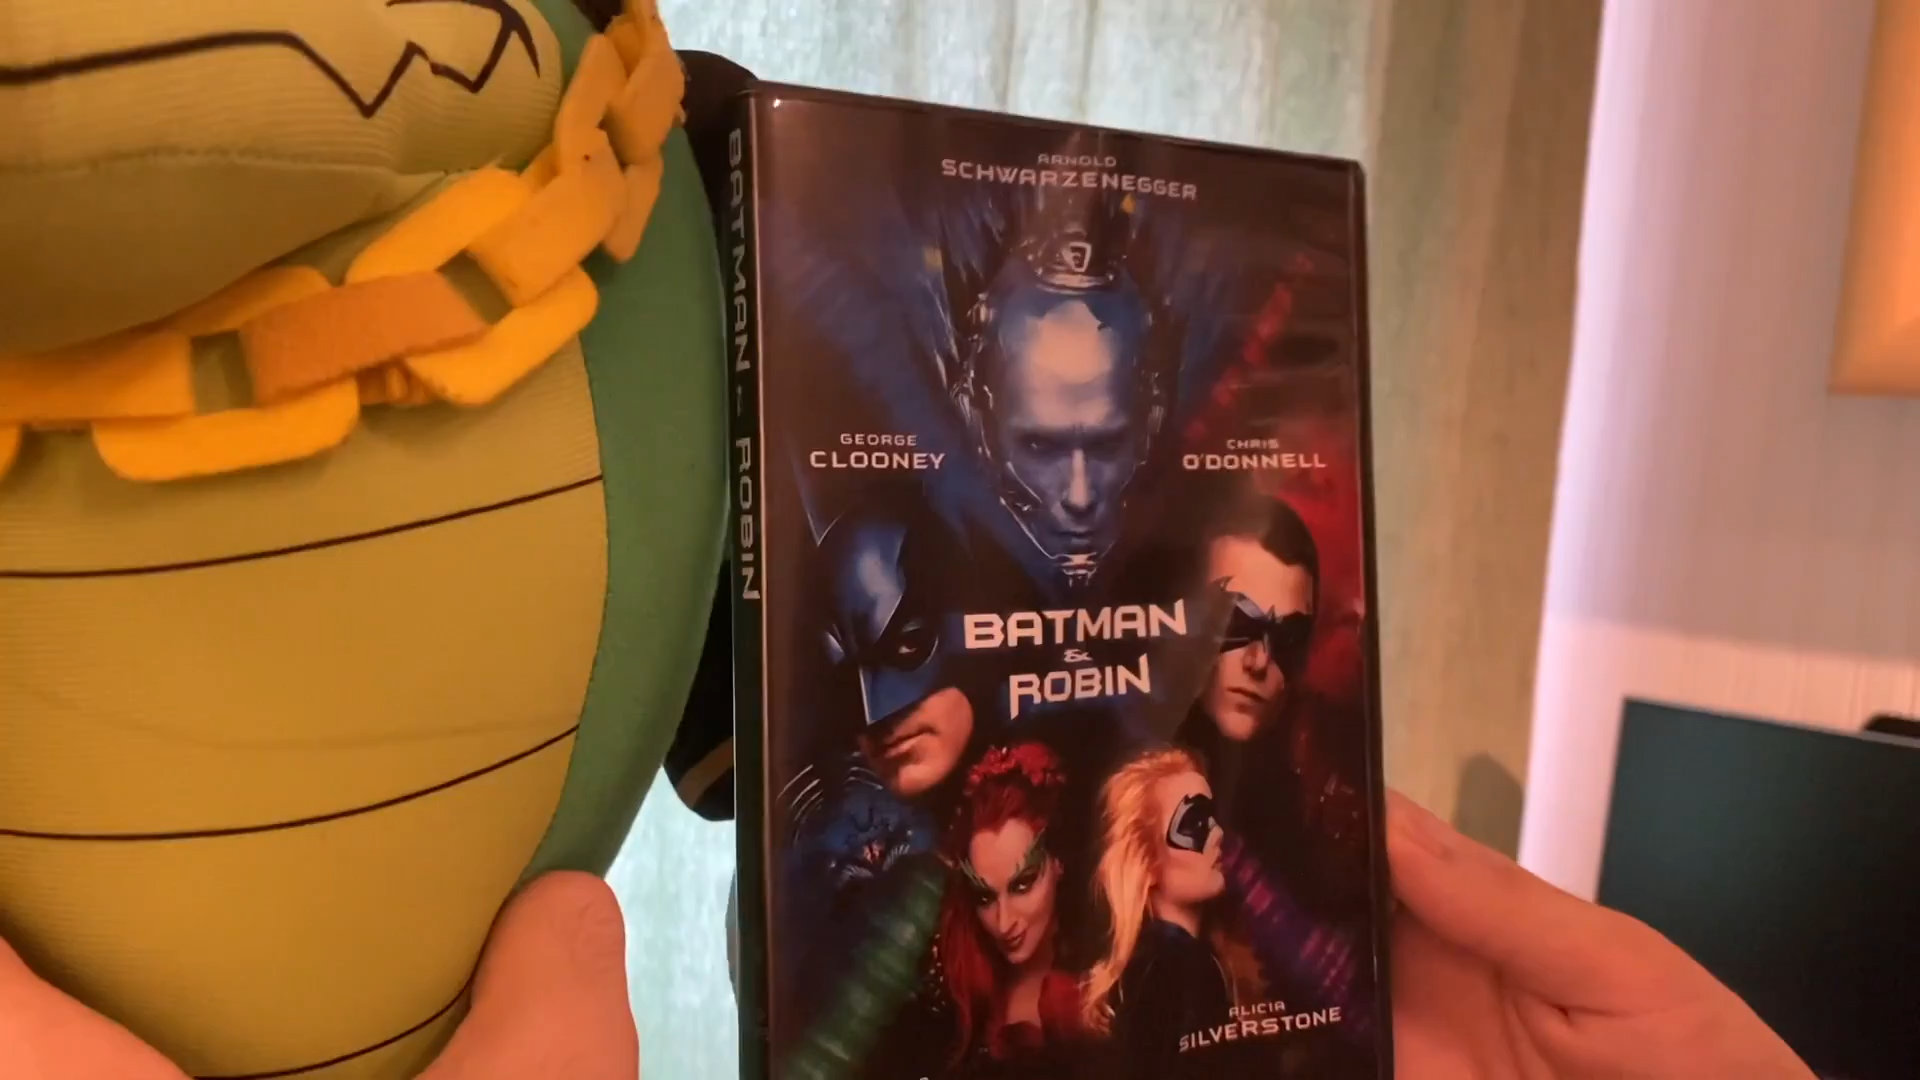 BATMAN & ROBIN
ARNOLD
SCHWARZENEGGER
GEORGE
CLOONEY
CHRIS
O'DONNELL
BATMAN
&
ROBIN
ALICIA
SILVERSTONE